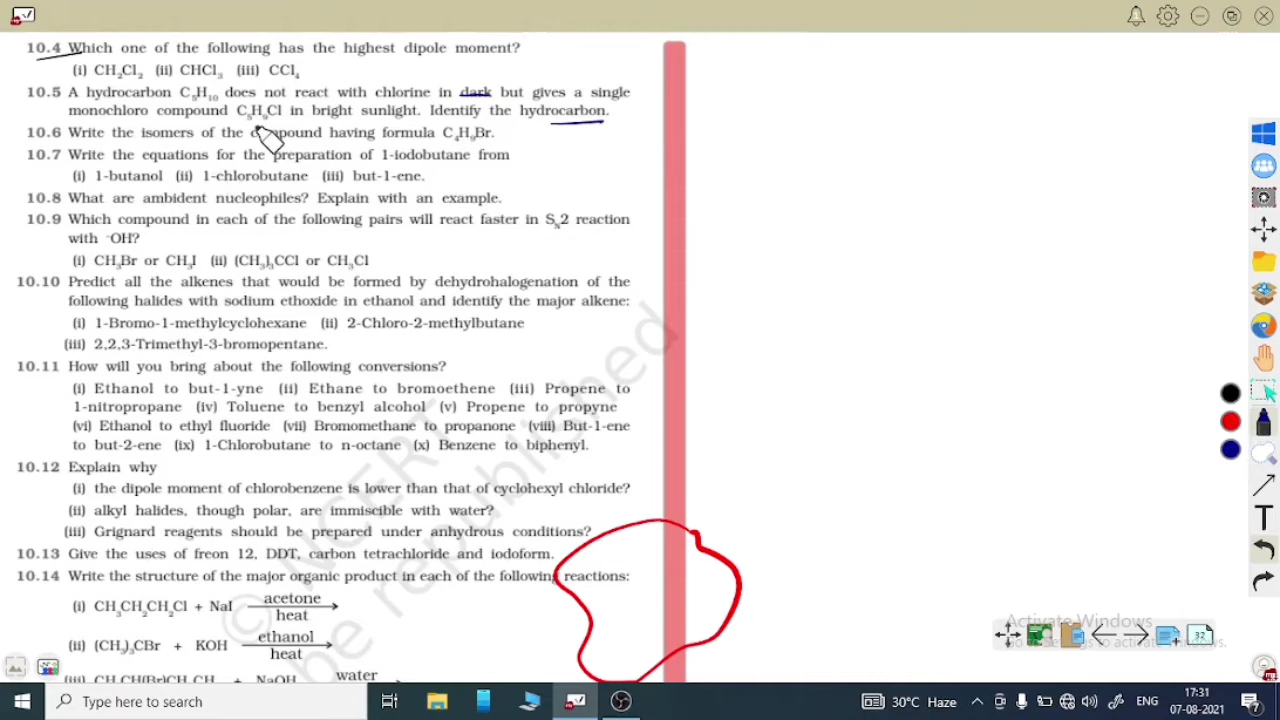 10.4 Which one of the following has the highest dipole moment?
(i) CH₂Cl₂ (ii) CHCl₃ (iii) CCl₄
10.5 A hydrocarbon C₅H₁₀ does not react with chlorine in dark but gives a single
monochloro compound C₅H₉Cl in bright sunlight. Identify the hydrocarbon.
10.6 Write the isomers of the compound having formula C₄H₉Br.
10.7 Write the equations for the preparation of 1-iodobutane from
(i) 1-butanol (ii) 1-chlorobutane (iii) but-1-ene.
10.8 What are ambident nucleophiles? Explain with an example.
10.9 Which compound in each of the following pairs will react faster in SN2 reaction
with ⁻OH?
(i) CH₃Br or CH₃I (ii) (CH₃)₃CCl or CH₃Cl
10.10 Predict all the alkenes that would be formed by dehydrohalogenation of the
following halides with sodium ethoxide in ethanol and identify the major alkene:
(i) 1-Bromo-1-methylcyclohexane (ii) 2-Chloro-2-methylbutane
(iii) 2,2,3-Trimethyl-3-bromopentane.
10.11 How will you bring about the following conversions?
(i) Ethanol to but-1-yne (ii) Ethane to bromoethene (iii) Propene to
1-nitropropane (iv) Toluene to benzyl alcohol (v) Propene to propyne
(vi) Ethanol to ethyl fluoride (vii) Bromomethane to propanone (viii) But-1-ene
to but-2-ene (ix) 1-Chlorobutane to n-octane (x) Benzene to biphenyl.
10.12 Explain why
(i) the dipole moment of chlorobenzene is lower than that of cyclohexyl chloride?
(ii) alkyl halides, though polar, are immiscible with water?
(iii) Grignard reagents should be prepared under anhydrous conditions?
10.13 Give the uses of freon 12, DDT, carbon tetrachloride and iodoform.
10.14 Write the structure of the major organic product in each of the following reactions:
(i) CH₃CH₂CH₂Cl + NaI acetone heat
(ii) (CH₃)₃CBr + KOH ethanol heat
(iii) CH₃CH(Br)CH₂CH₃ + NaOH water
© NCERT
be republished
Activate Windows
32
Type here to search
30°C Haze
ENG
17:31
07-08-2021